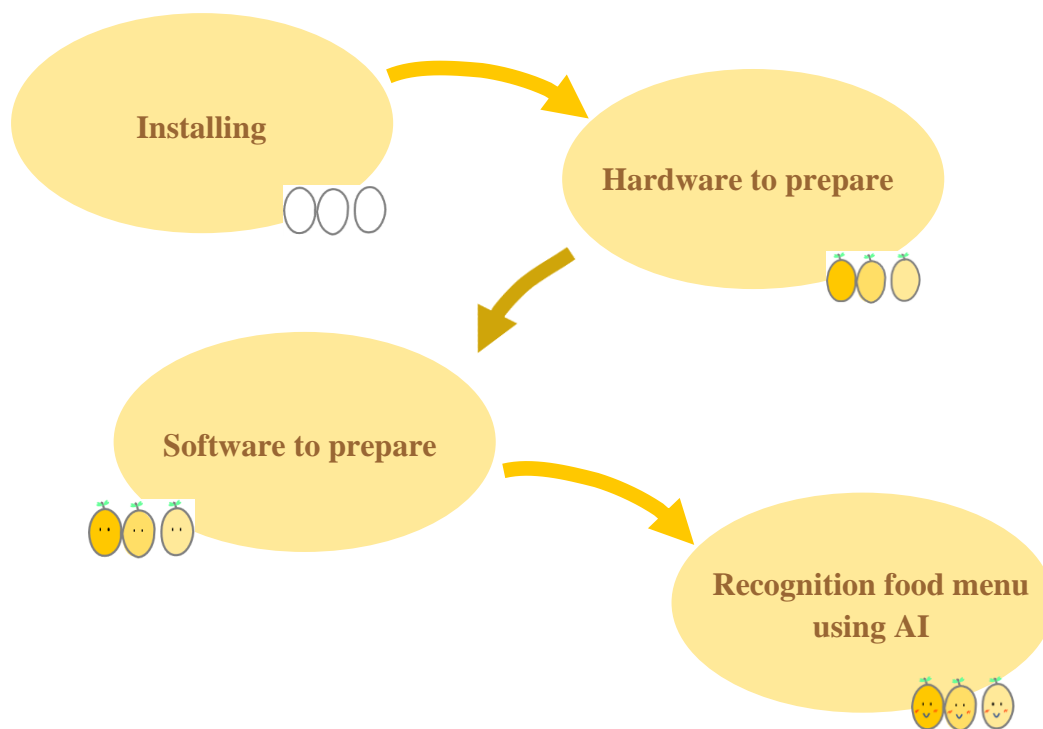 Installing
Hardware to prepare
Software to prepare
Recognition food menu
using AI